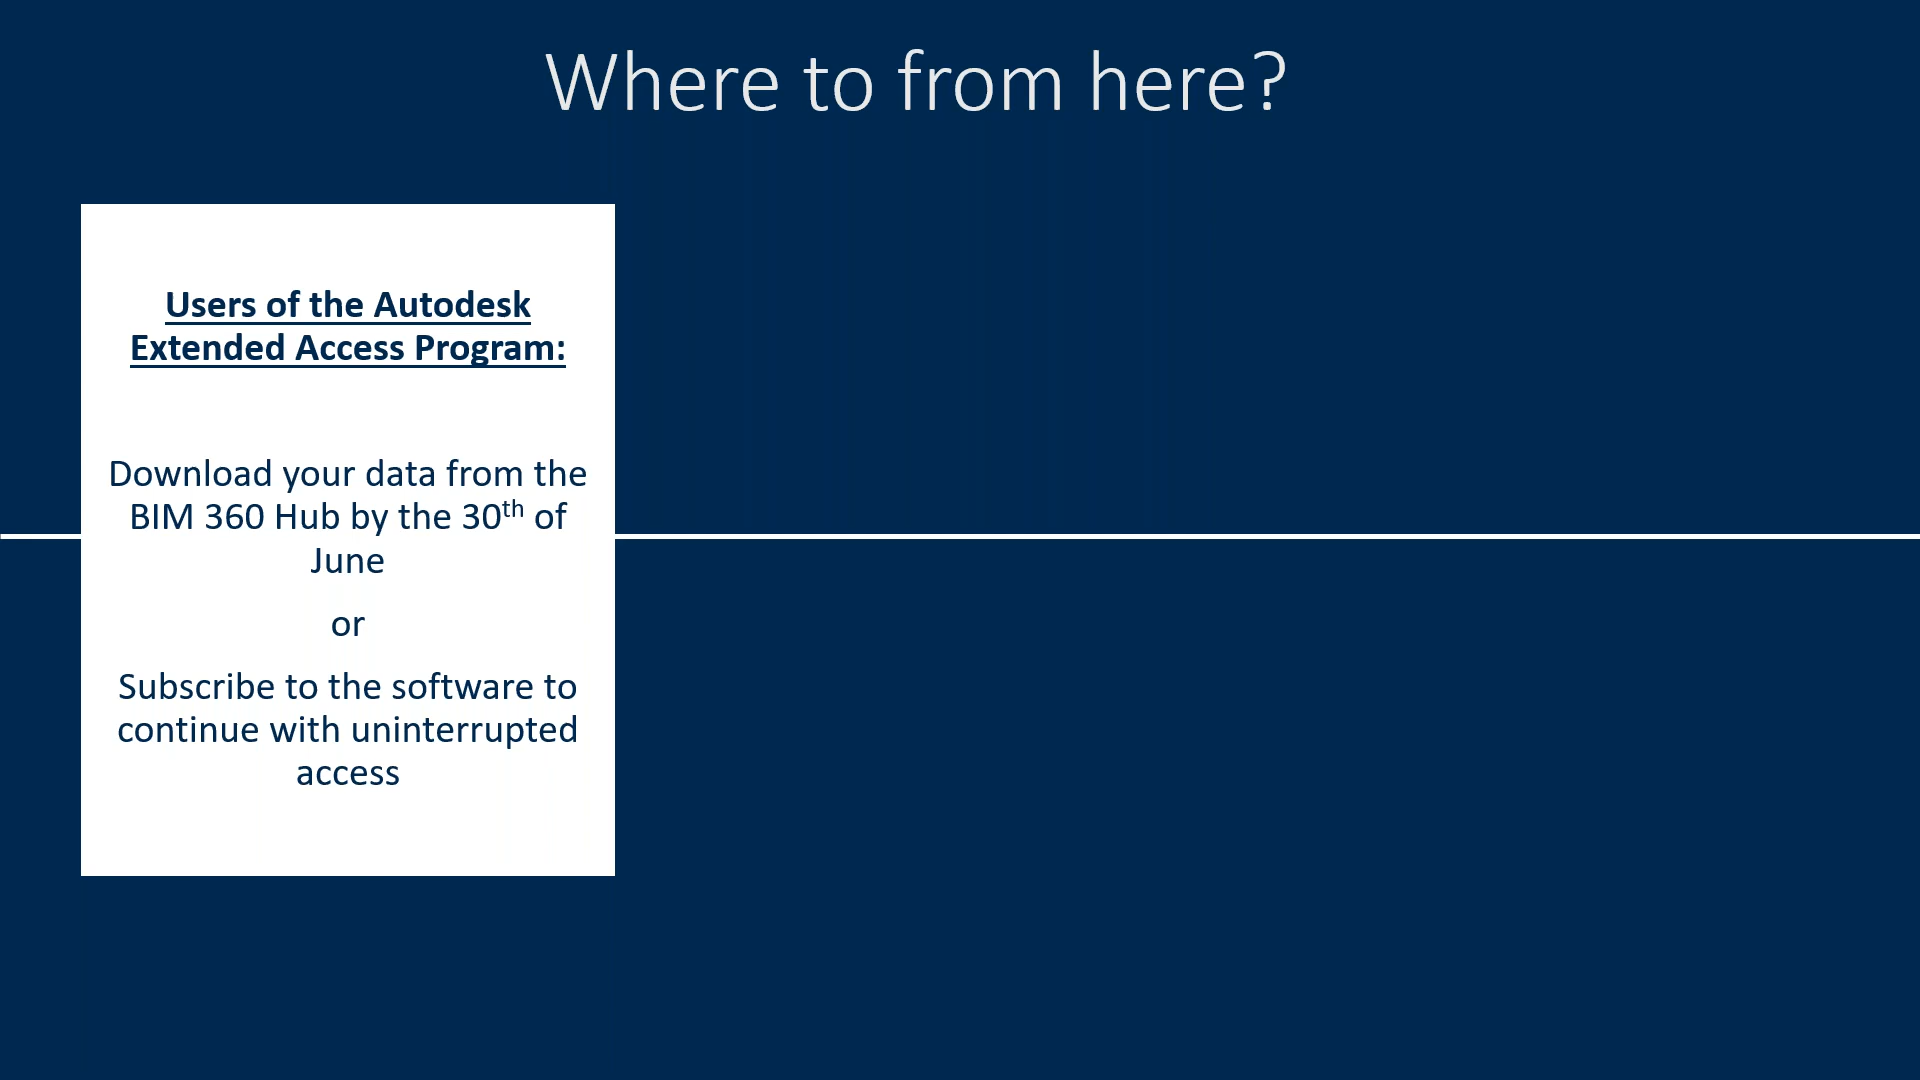 Where to from here?
Users of the Autodesk
Extended Access Program:
Download your data from the
BIM 360 Hub by the 30th of
June
or
Subscribe to the software to
continue with uninterrupted
access